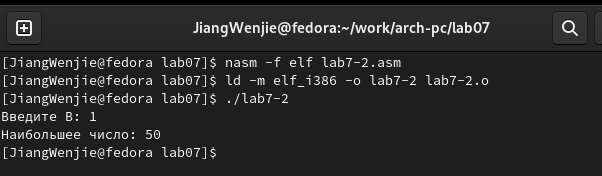 JiangWenjie@fedora:~/work/arch-pc/lab07
[JiangWenjie@fedora lab07]$ nasm -f elf lab7-2.asm
[JiangWenjie@fedora lab07]$ ld -m elf_i386 -o lab7-2 lab7-2.o
[JiangWenjie@fedora lab07]$ ./lab7-2
Введите B: 1
Наибольшее число: 50
[JiangWenjie@fedora lab07]$